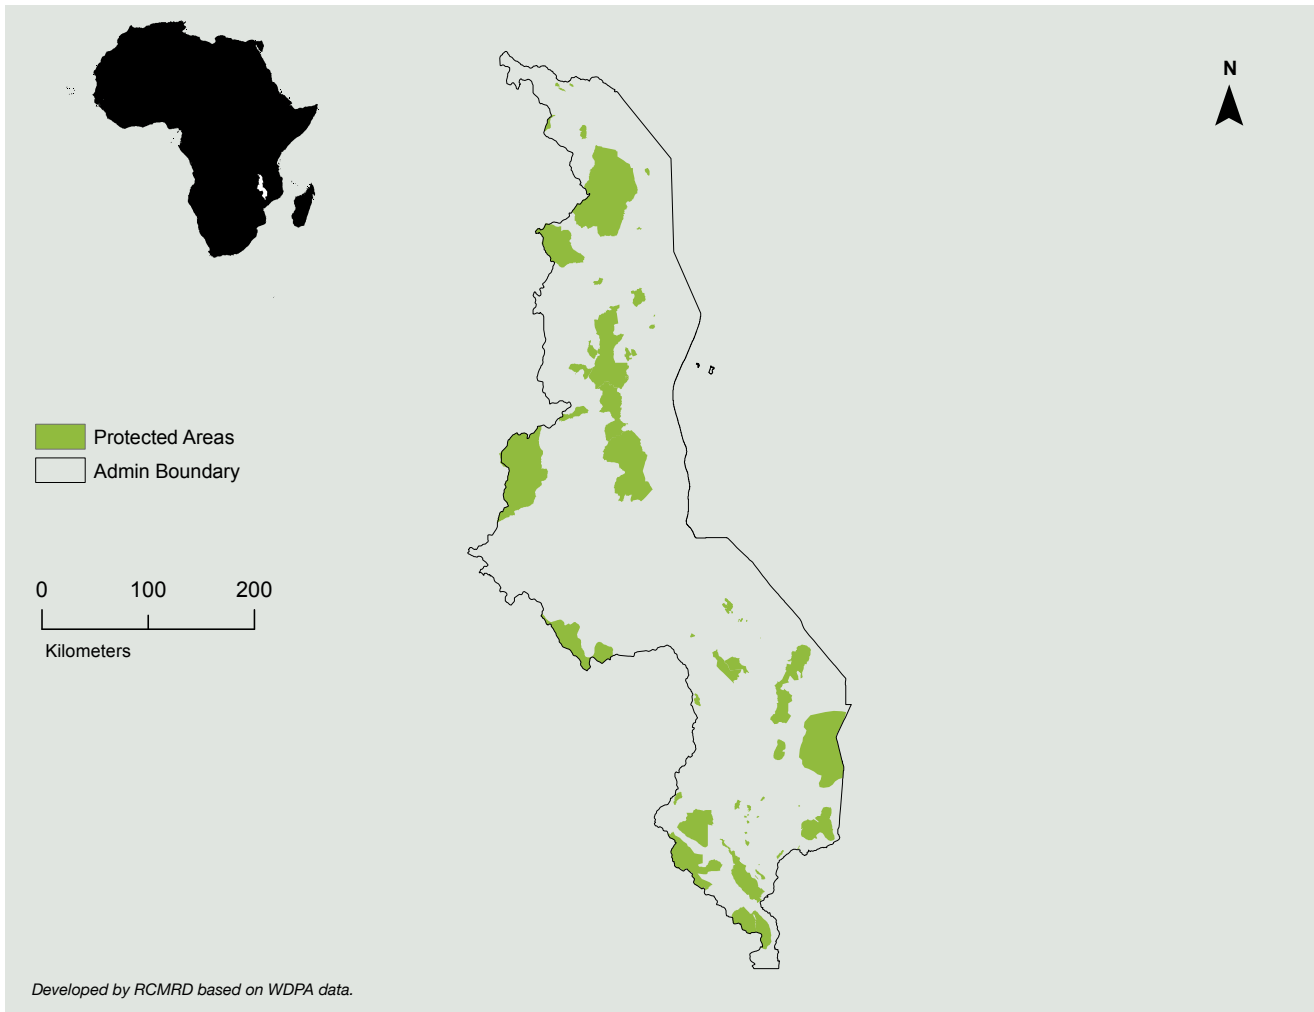 N
Protected Areas
Admin Boundary
0 100 200
Kilometers
Developed by RCMRD based on WDPA data.